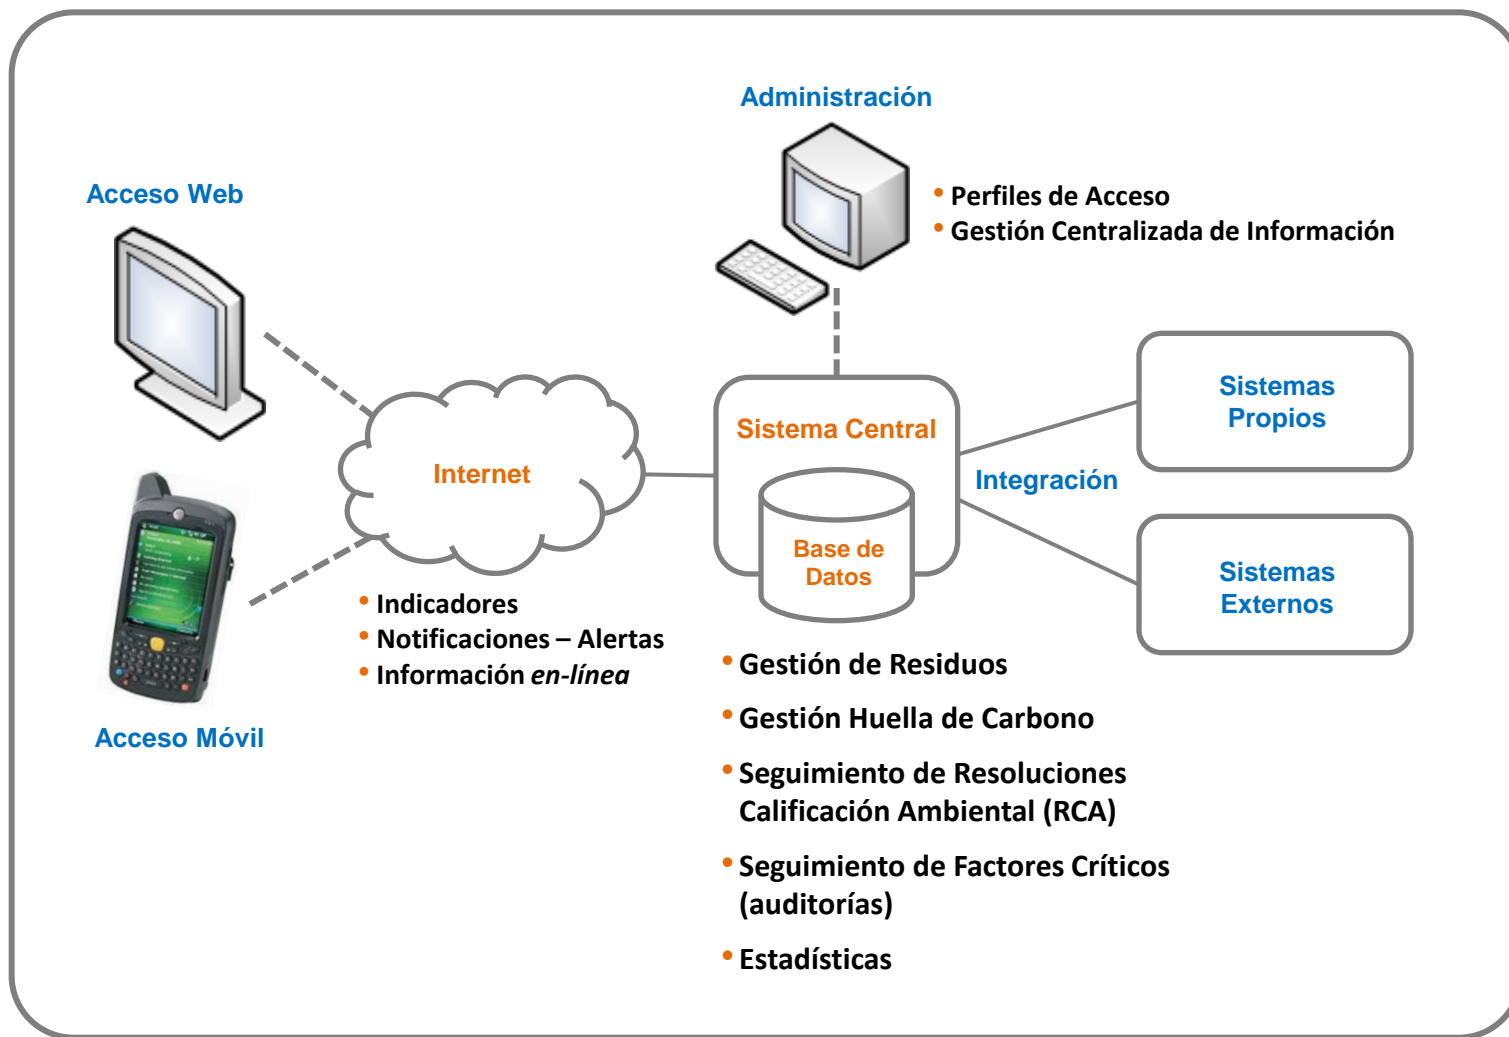 Administración
• Perfiles de Acceso
• Gestión Centralizada de Información
Acceso Web
Acceso Móvil
Internet
• Indicadores
• Notificaciones – Alertas
• Información en-línea
Sistema Central
Base de
Datos
Integración
Sistemas
Propios
Sistemas
Externos
• Gestión de Residuos
• Gestión Huella de Carbono
• Seguimiento de Resoluciones
Calificación Ambiental (RCA)
• Seguimiento de Factores Críticos
(auditorías)
• Estadísticas